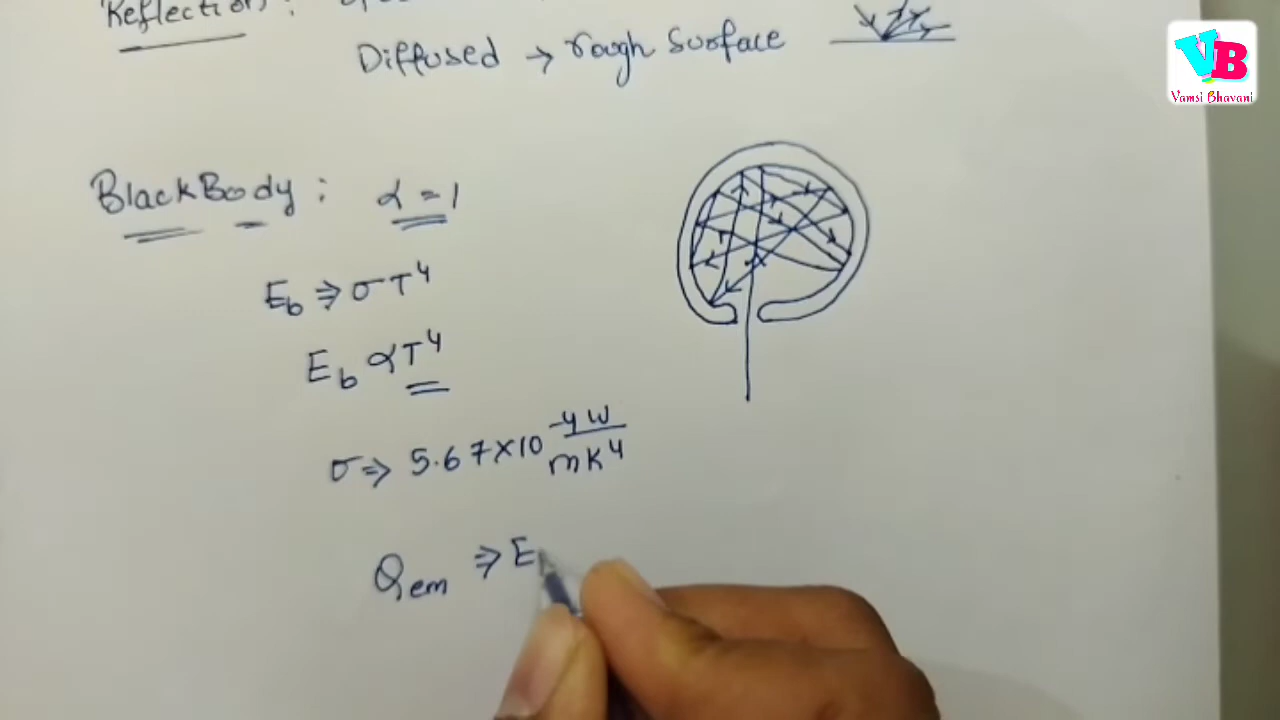 Reflection:
Diffused → rough Surface
BlackBody: α = 1
Eb ⇒ σT⁴
Eb α T⁴
σ ⇒ 5.67×10⁻⁴ W/mK⁴
Qem ⇒ E
VB
Vamsi Bhavani